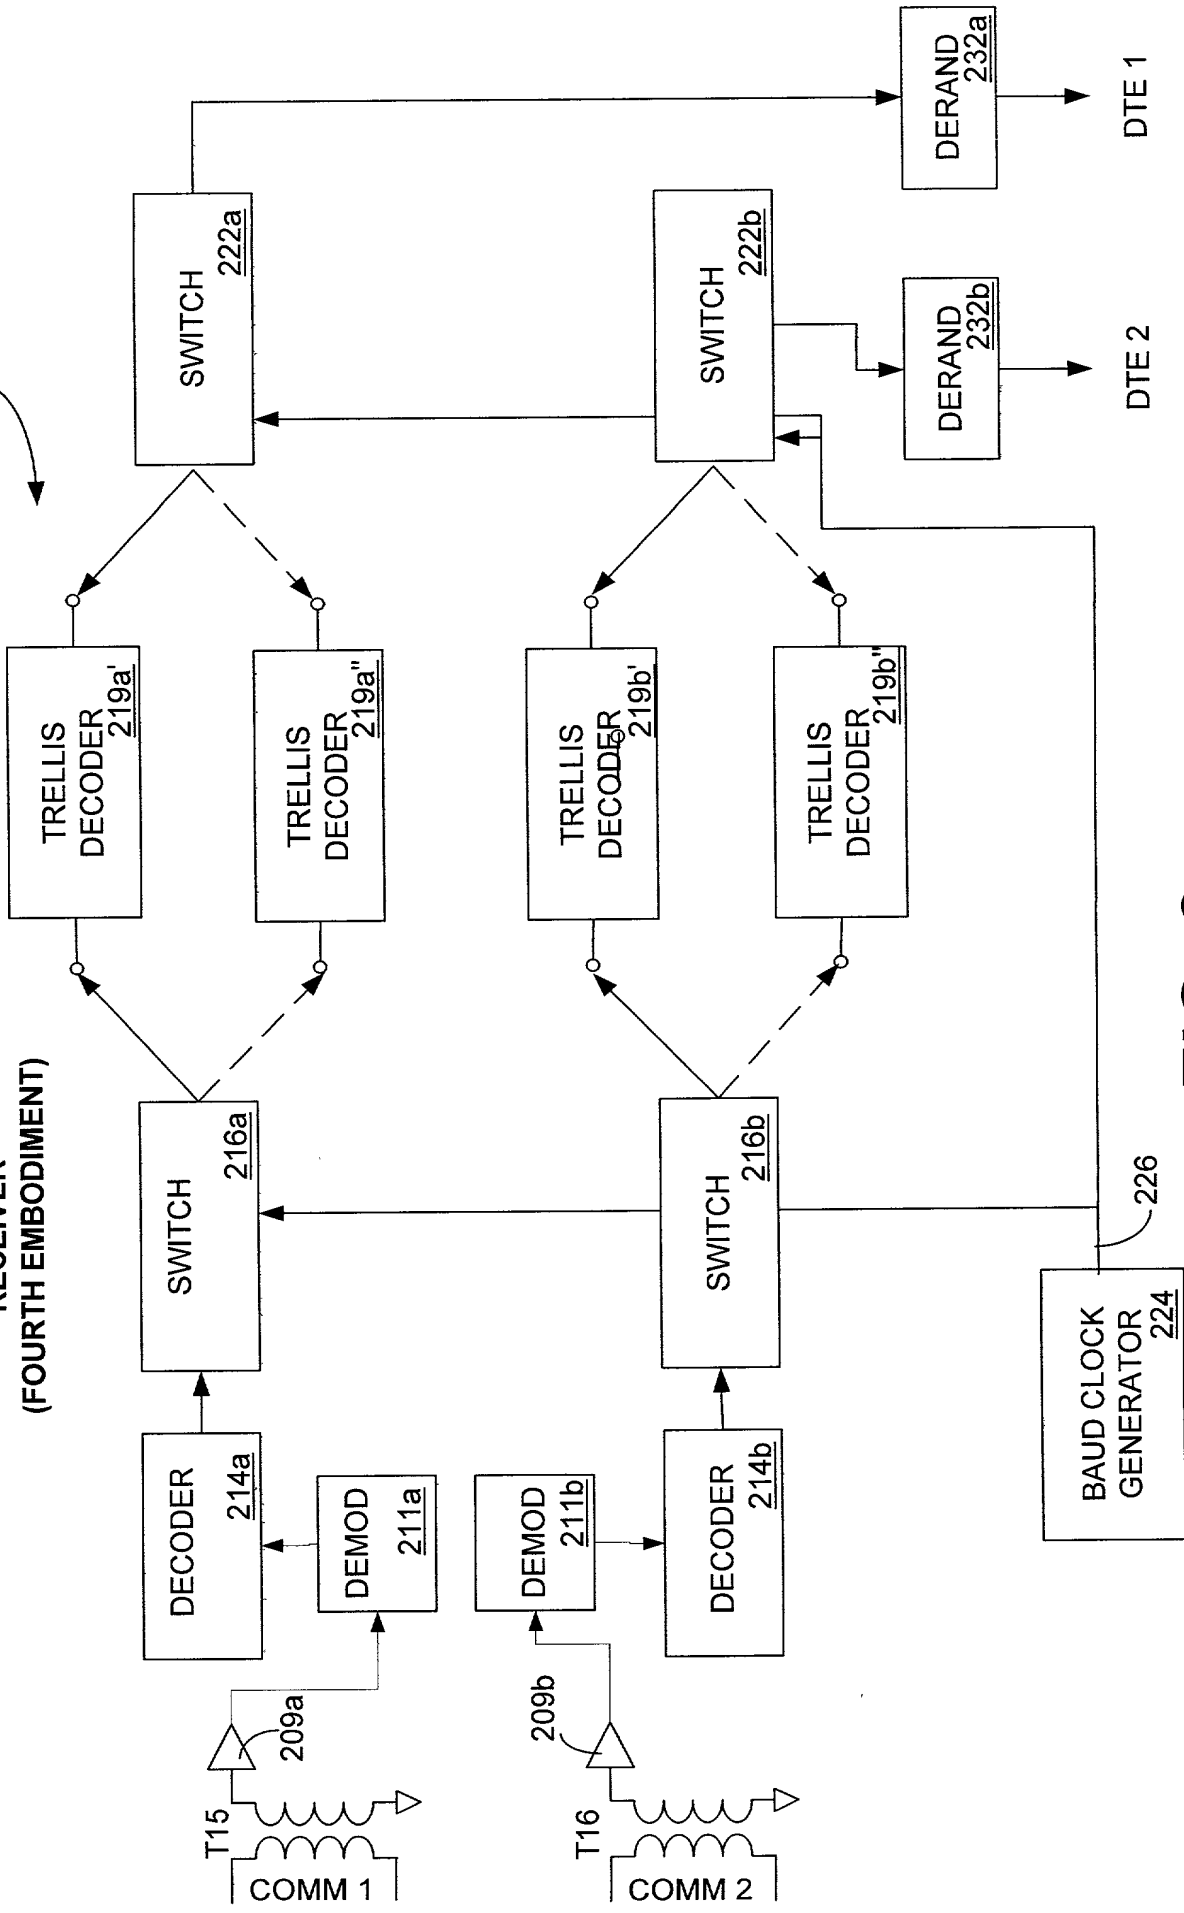 (FOURTH EMBODIMENT)
COMM 1
T15
209a
DEMOD
211a
DECODER
214a
SWITCH
216a
TRELLIS
DECODER
219a'
TRELLIS
DECODER
219a"
SWITCH
222a
DERAND
232a
DTE 1
COMM 2
T16
209b
DEMOD
211b
DECODER
214b
SWITCH
216b
TRELLIS
DECODER
219b'
TRELLIS
DECODER
219b"
SWITCH
222b
DERAND
232b
DTE 2
BAUD CLOCK
GENERATOR
224
226